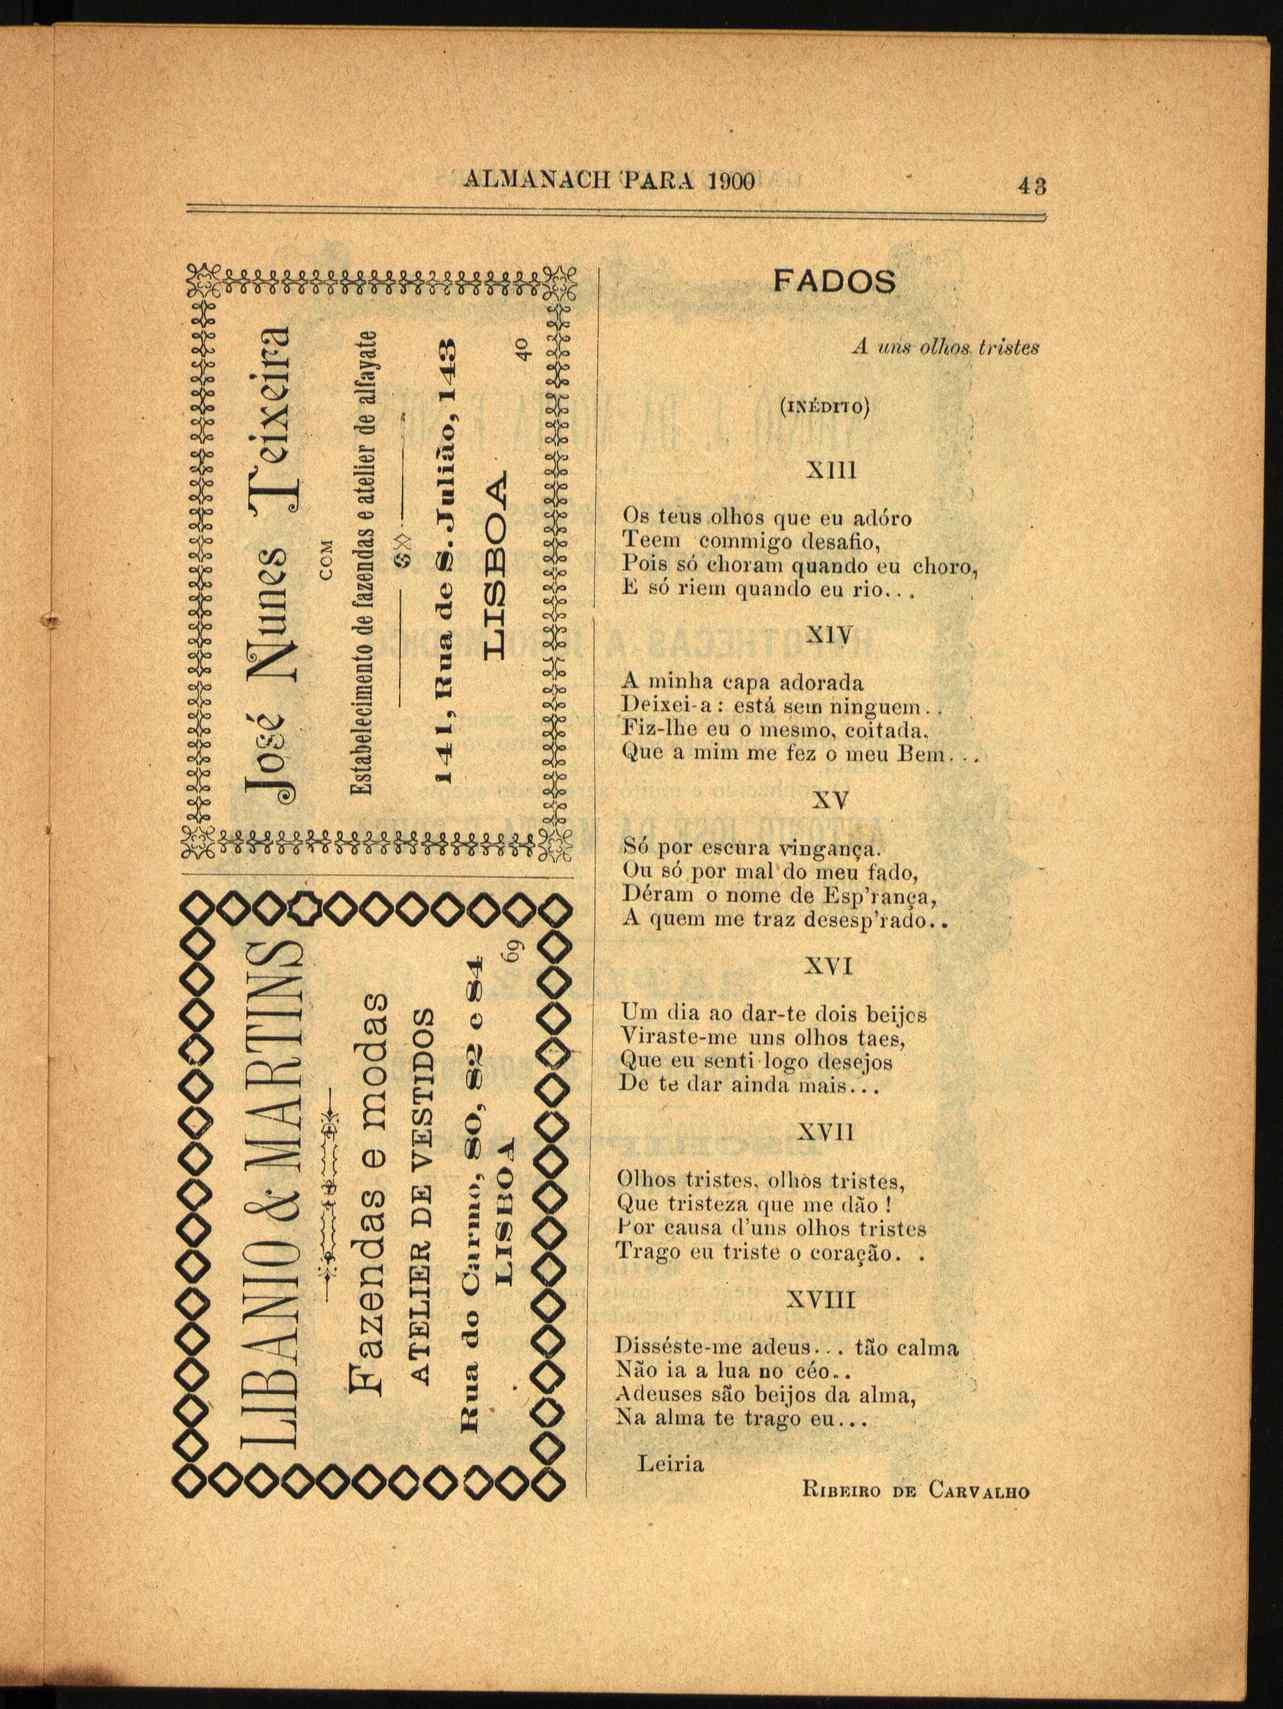 ALMANACH PARA 1900
43
José Nunes Teixeira
COM
Estabelecimento de fazendas e atelier de alfayate
141, Rua de S. Julião, 143
LISBOA
40
LIBANIO & MARTINS
Fazendas e modas
ATELIER DE VESTIDOS
Rua do Carmo, 80, 82 e 84
LISBOA
69
FADOS
A uns olhos tristes
(INÉDITO)
XIII
Os teus olhos que eu adóro
Teem commigo desafio,
Pois só choram quando eu choro,
E só riem quando eu rio...
XIV
A minha capa adorada
Deixei-a: está sem ninguem..
Fiz-lhe eu o mesmo, coitada,
Que a mim me fez o meu Bem...
XV
Só por escura vingança.
Ou só por mal do meu fado,
Déram o nome de Esp'rança,
A quem me traz desesp'rado..
XVI
Um dia ao dar-te dois beijos
Viraste-me uns olhos taes,
Que eu senti logo desejos
De te dar ainda mais...
XVII
Olhos tristes, olhos tristes,
Que tristeza que me dão!
Por causa d'uns olhos tristes
Trago eu triste o coração. .
XVIII
Disséste-me adeus... tão calma
Não ia a lua no céo..
Adeuses são beijos da alma,
Na alma te trago eu...
Leiria
RIBEIRO DE CARVALHO